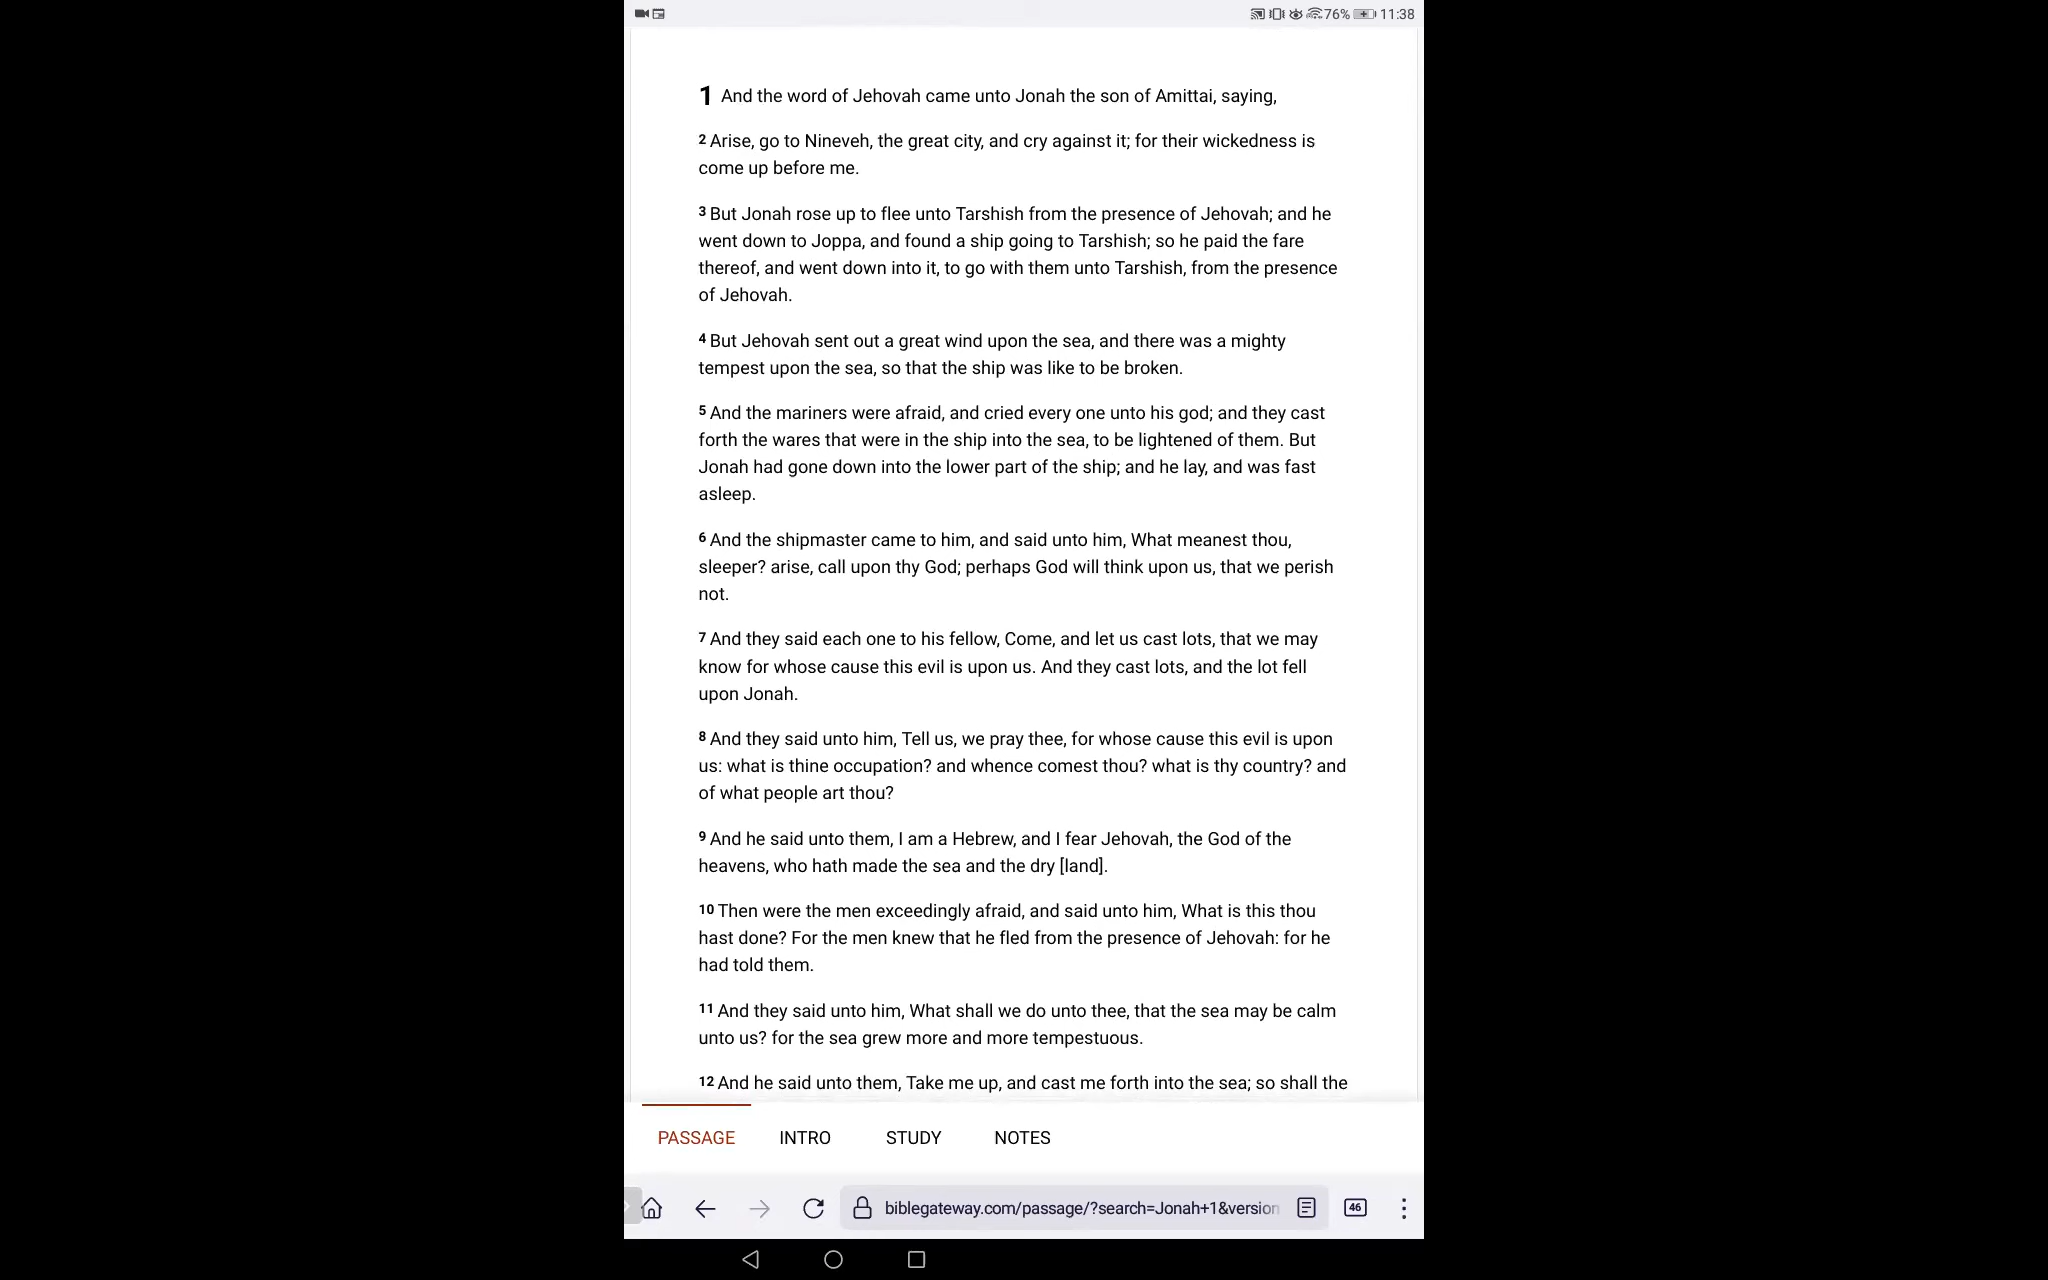 76% 11:38
1 And the word of Jehovah came unto Jonah the son of Amittai, saying,
2 Arise, go to Nineveh, the great city, and cry against it; for their wickedness is
come up before me.
3 But Jonah rose up to flee unto Tarshish from the presence of Jehovah; and he
went down to Joppa, and found a ship going to Tarshish; so he paid the fare
thereof, and went down into it, to go with them unto Tarshish, from the presence
of Jehovah.
4 But Jehovah sent out a great wind upon the sea, and there was a mighty
tempest upon the sea, so that the ship was like to be broken.
5 And the mariners were afraid, and cried every one unto his god; and they cast
forth the wares that were in the ship into the sea, to be lightened of them. But
Jonah had gone down into the lower part of the ship; and he lay, and was fast
asleep.
6 And the shipmaster came to him, and said unto him, What meanest thou,
sleeper? arise, call upon thy God; perhaps God will think upon us, that we perish
not.
7 And they said each one to his fellow, Come, and let us cast lots, that we may
know for whose cause this evil is upon us. And they cast lots, and the lot fell
upon Jonah.
8 And they said unto him, Tell us, we pray thee, for whose cause this evil is upon
us: what is thine occupation? and whence comest thou? what is thy country? and
of what people art thou?
9 And he said unto them, I am a Hebrew, and I fear Jehovah, the God of the
heavens, who hath made the sea and the dry [land].
10 Then were the men exceedingly afraid, and said unto him, What is this thou
hast done? For the men knew that he fled from the presence of Jehovah: for he
had told them.
11 And they said unto him, What shall we do unto thee, that the sea may be calm
unto us? for the sea grew more and more tempestuous.
12 And he said unto them, Take me up, and cast me forth into the sea; so shall the
PASSAGE INTRO STUDY NOTES
biblegateway.com/passage/?search=Jonah+1&version 46